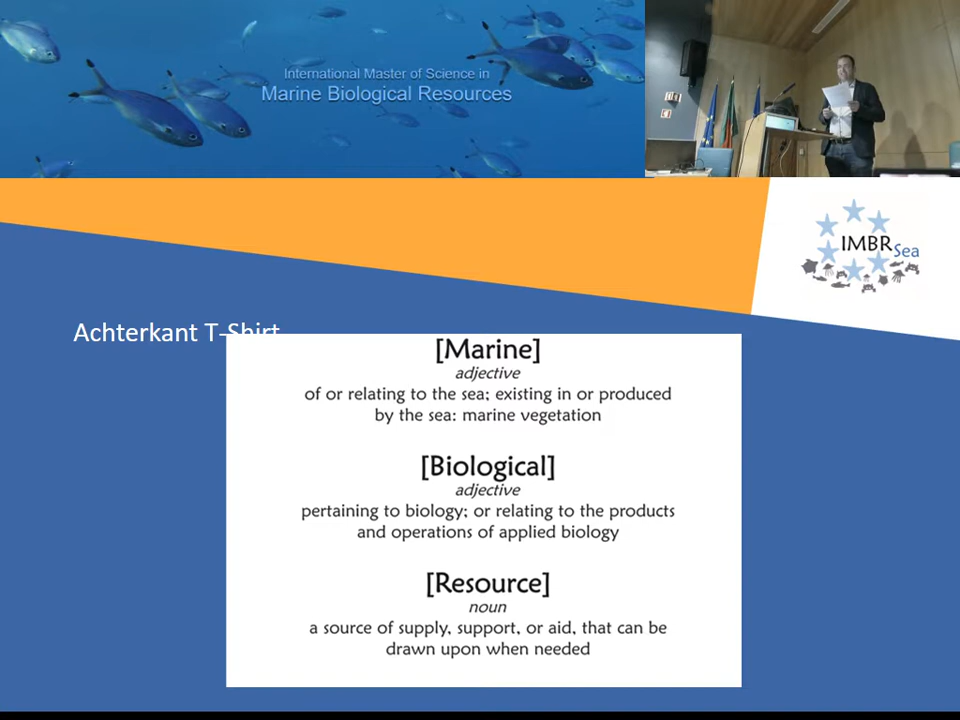 International Master of Science in
Marine Biological Resources
IMBRSea
Achterkant T-Shirt
[Marine]
adjective
of or relating to the sea; existing in or produced
by the sea: marine vegetation
[Biological]
adjective
pertaining to biology; or relating to the products
and operations of applied biology
[Resource]
noun
a source of supply, support, or aid, that can be
drawn upon when needed